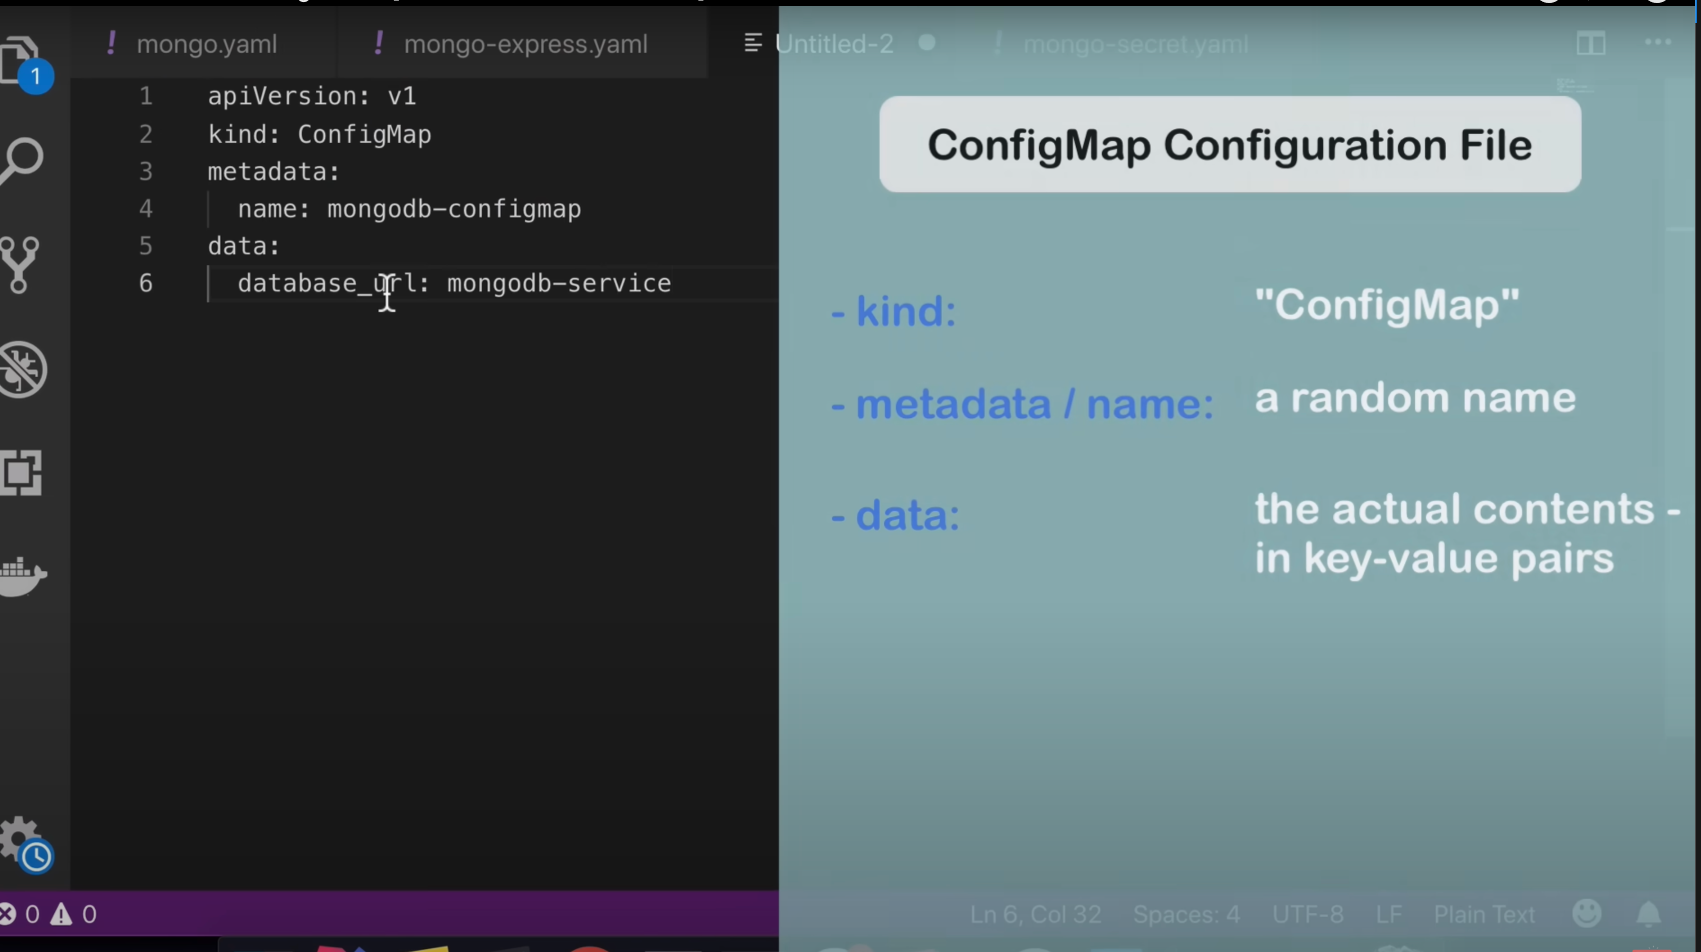 mongo.yaml
mongo-express.yaml
Untitled-2
mongo-secret.yaml
1
1 apiVersion: v1
2 kind: ConfigMap
3 metadata:
4 name: mongodb-configmap
5 data:
6 database_url: mongodb-service
ConfigMap Configuration File
- kind: "ConfigMap"
- metadata / name: a random name
- data: the actual contents -
in key-value pairs
0 0
Ln 6, Col 32 Spaces: 4 UTF-8 LF Plain Text